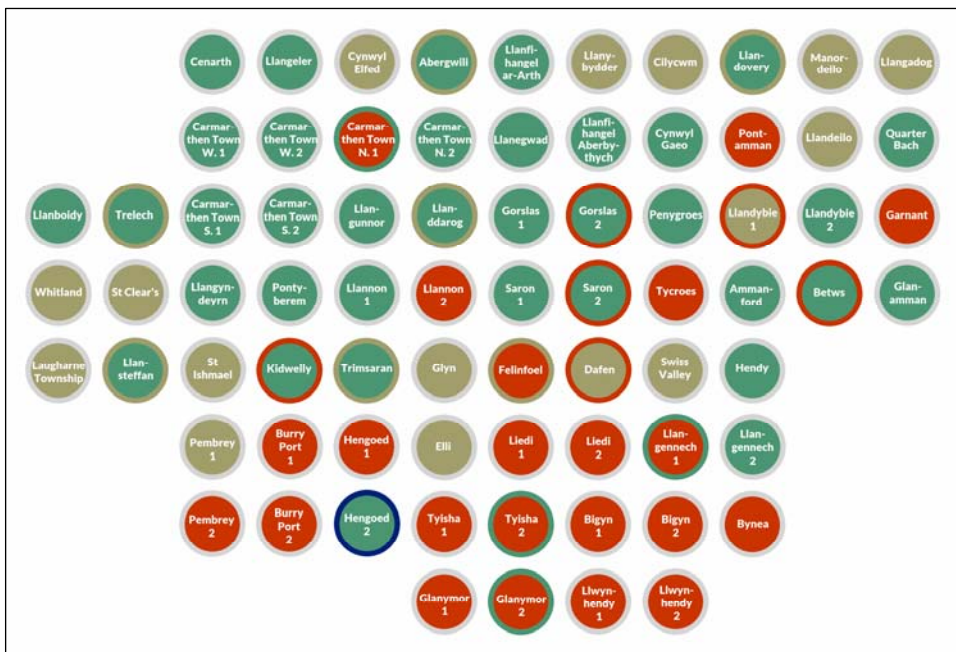 Cenarth
Llangeler
Cynwyl
Elfed
Abergwili
Llanfi-
hangel
ar-Arth
Llany-
bydder
Cilycwm
Llan-
dovery
Manor-
deilo
Llangadog
Carmar-
then Town
W. 1
Carmar-
then Town
W. 2
Carmar-
then Town
N. 1
Carmar-
then Town
N. 2
Llanegwad
Llanfi-
hangel
Aberby-
thych
Cynwyl
Gaeo
Pont-
amman
Llandeilo
Quarter
Bach
Llanboidy
Trelech
Carmar-
then Town
S. 1
Carmar-
then Town
S. 2
Llan-
gunnor
Llan-
ddarog
Gorslas
1
Gorslas
2
Penygroes
Llandybie
1
Llandybie
2
Garnant
Whitland
St Clear's
Llangyn-
deyrn
Ponty-
berem
Llannon
1
Llannon
2
Saron
1
Saron
2
Tycroes
Amman-
ford
Betws
Glan-
amman
Laugharne
Township
Llan-
steffan
St
Ishmael
Kidwelly
Trimsaran
Glyn
Felinfoel
Dafen
Swiss
Valley
Hendy
Pembrey
1
Burry
Port
1
Hengoed
1
Elli
Lledi
1
Lledi
2
Llan-
gennech
1
Llan-
gennech
2
Pembrey
2
Burry
Port
2
Hengoed
2
Tyisha
1
Tyisha
2
Bigyn
1
Bigyn
2
Bynea
Glanymor
1
Glanymor
2
Llwyn-
hendy
1
Llwyn-
hendy
2